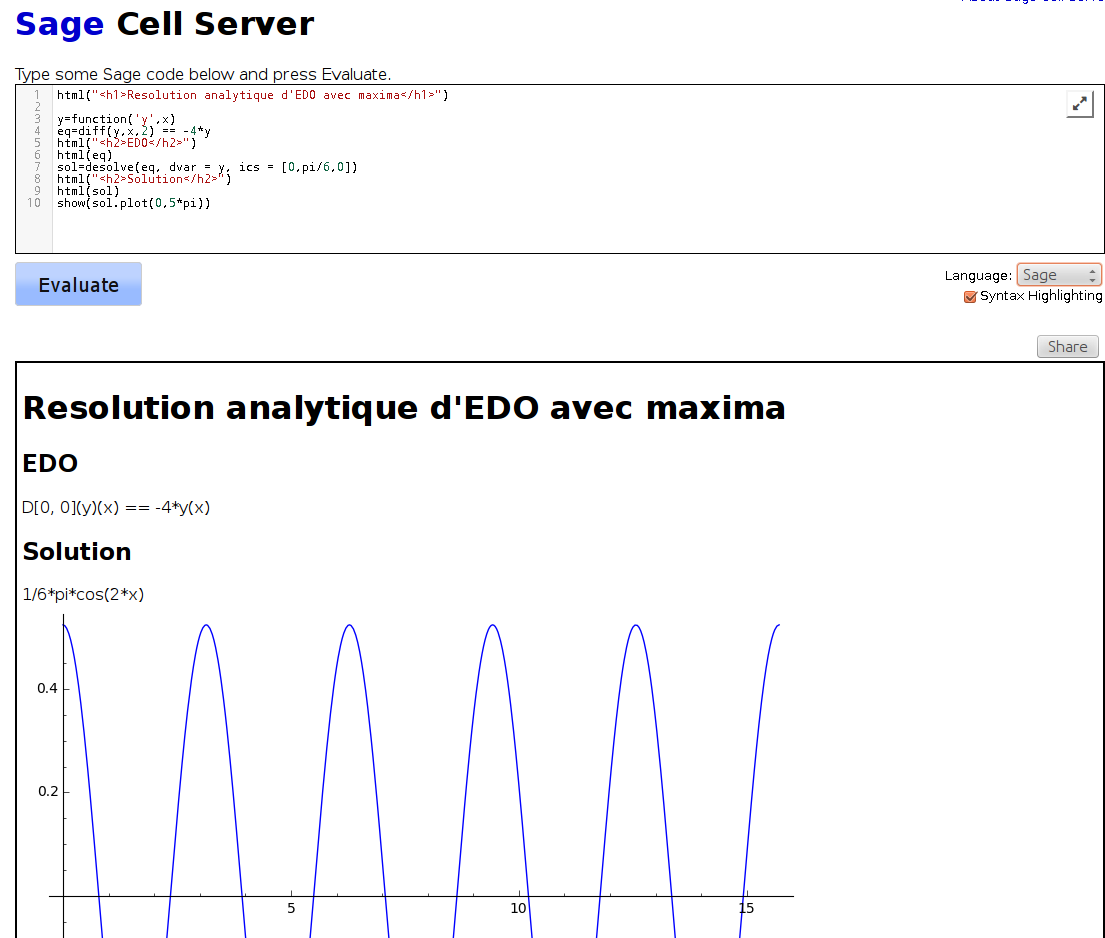 Sage Cell Server
Type some Sage code below and press Evaluate.
1 html("<h1>Resolution analytique d'EDO avec maxima</h1>")
2
3 y=function('y',x)
4 eq=diff(y,x,2) == -4*y
5 html("<h2>EDO</h2>")
6 html(eq)
7 sol=desolve(eq, dvar = y, ics = [0,pi/6,0])
8 html("<h2>Solution</h2>")
9 html(sol)
10 show(sol.plot(0,5*pi))
Evaluate
Language: Sage
Syntax Highlighting
Share
Resolution analytique d'EDO avec maxima
EDO
D[0, 0](y)(x) == -4*y(x)
Solution
1/6*pi*cos(2*x)
0.4
0.2
5 10 15